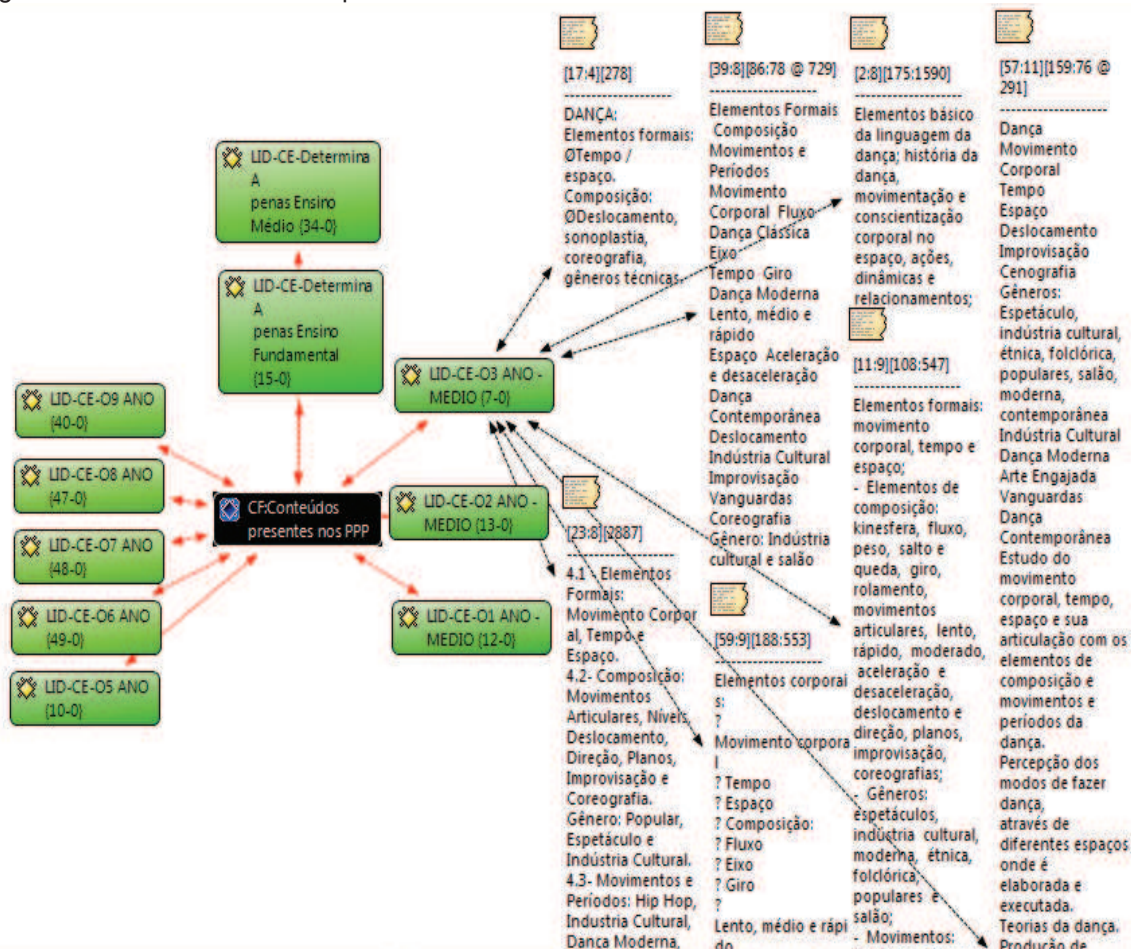 LID-CE-Determina
A
penas Ensino
Médio {34-0}
LID-CE-Determina
A
penas Ensino
Fundamental
{15-0}
LID-CE-O9 ANO
{40-0}
LID-CE-O8 ANO
{47-0}
LID-CE-O7 ANO
{48-0}
LID-CE-O6 ANO
{49-0}
LID-CE-O5 ANO
{10-0}
CF:Conteúdos
presentes nos PPP
LID-CE-O3 ANO -
MEDIO {7-0}
LID-CE-O2 ANO -
MEDIO {13-0}
LID-CE-O1 ANO -
MEDIO {12-0}
[17:4][278]
--------------------
DANÇA:
Elementos formais:
ØTempo /
espaço.
Composição:
ØDeslocamento,
sonoplastia,
coreografia,
gêneros técnicas.
[23:8][2887]
--------------------
4.1 - Elementos
Formais:
Movimento Corpor
al, Tempo e
Espaço.
4.2- Composição:
Movimentos
Articulares, Níveis,
Deslocamento,
Direção, Planos,
Improvisação e
Coreografia.
Gênero: Popular,
Espetáculo e
Indústria Cultural.
4.3- Movimentos e
Períodos: Hip Hop,
Industria Cultural,
Dança Moderna,
[39:8][86:78 @ 729]
--------------------
Elementos Formais
Composição
Movimentos e
Períodos
Movimento
Corporal Fluxo
Dança Clássica
Eixo
Tempo Giro
Dança Moderna
Lento, médio e
rápido
Espaço Aceleração
e desaceleração
Dança
Contemporânea
Deslocamento
Indústria Cultural
Improvisação
Vanguardas
Coreografia
Gênero: Indústria
cultural e salão
[59:9][188:553]
--------------------
Elementos corporai
s:
?
Movimento corpora
l
? Tempo
? Espaço
? Composição:
? Fluxo
? Eixo
? Giro
?
Lento, médio e rápi
do
[2:8][175:1590]
--------------------
Elementos básico
da linguagem da
dança; história da
dança,
movimentação e
conscientização
corporal no
espaço, ações,
dinâmicas e
relacionamentos;
[11:9][108:547]
--------------------
Elementos formais:
movimento
corporal, tempo e
espaço;
- Elementos de
composição:
kinesfera, fluxo,
peso, salto e
queda, giro,
rolamento,
movimentos
articulares, lento,
rápido, moderado,
aceleração e
desaceleração,
deslocamento e
direção, planos,
improvisação,
coreografias;
- Gêneros:
espetáculos,
indústria cultural,
moderna, étnica,
folclórica,
populares e
salão;
- Movimentos:
[57:11][159:76 @
291]
--------------------
Dança
Movimento
Corporal
Tempo
Espaço
Deslocamento
Improvisação
Cenografia
Gêneros:
Espetáculo,
indústria cultural,
étnica, folclórica,
populares, salão,
moderna,
contemporânea
Indústria Cultural
Dança Moderna
Arte Engajada
Vanguardas
Dança
Contemporânea
Estudo do
movimento
corporal, tempo,
espaço e sua
articulação com os
elementos de
composição e
movimentos e
períodos da
dança.
Percepção dos
modos de fazer
dança,
através de
diferentes espaços
onde é
elaborada e
executada.
Teorias da dança.
Produção de